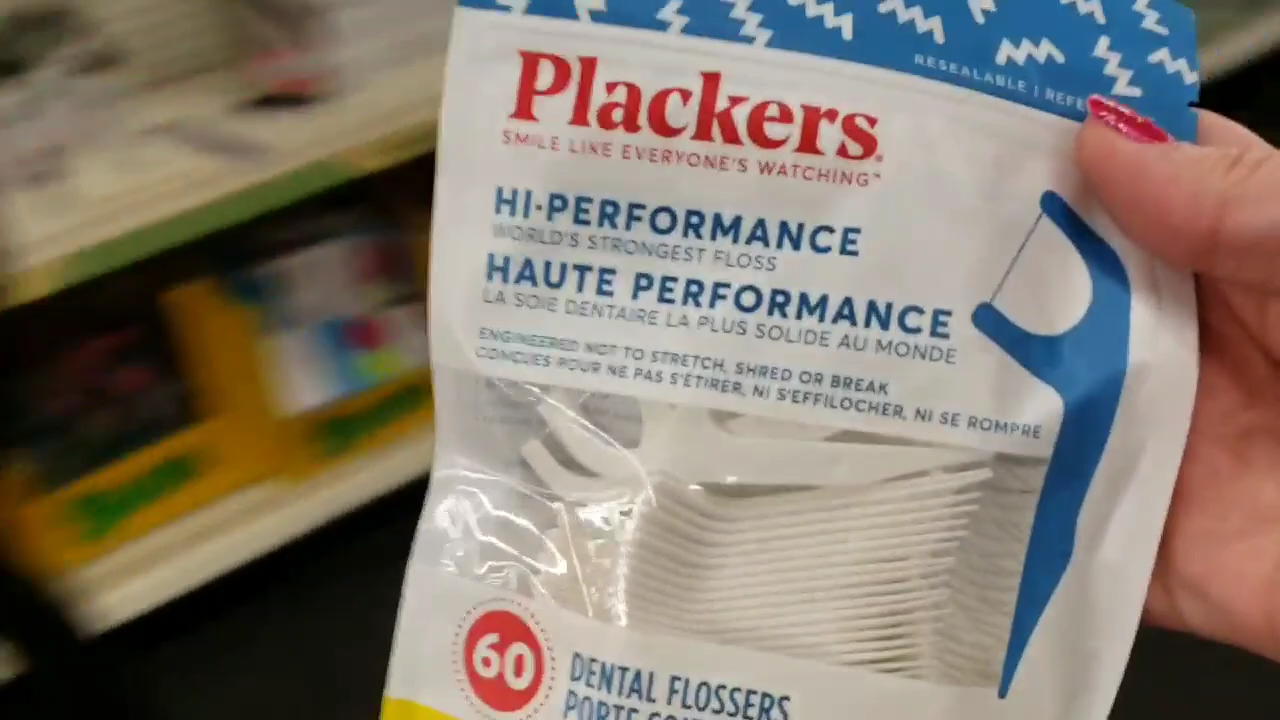 RESEALABLE |
Plackers.
SMILE LIKE EVERYONE'S WATCHING™
HI-PERFORMANCE
WORLD'S STRONGEST FLOSS
HAUTE PERFORMANCE
LA SOIE DENTAIRE LA PLUS SOLIDE AU MONDE
ENGINEERED NOT TO STRETCH, SHRED OR BREAK
CONÇUES POUR NE PAS S'ÉTIRER, NI S'EFFILOCHER, NI SE ROMPRE
60
DENTAL FLOSSERS
PORTE